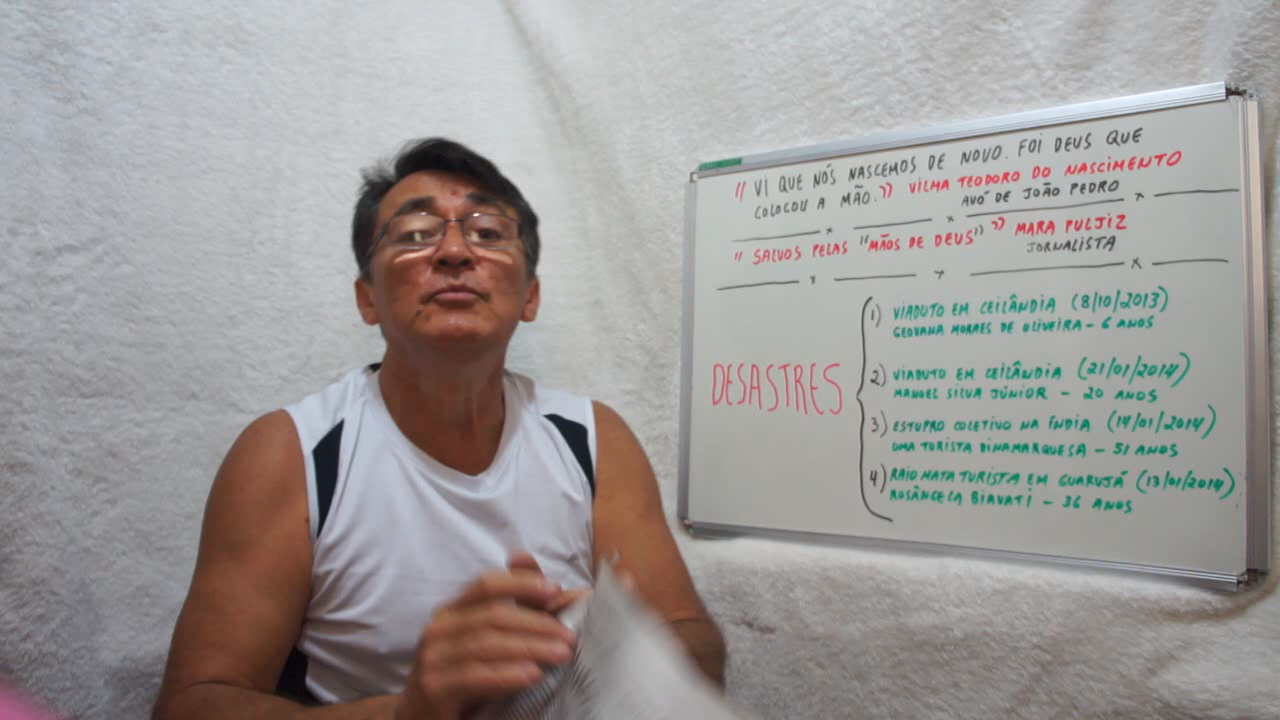 " VI QUE NÓS NASCEMOS DE NOVO. FOI DEUS QUE
COLOCOU A MÃO." VILMA TEODORO DO NASCIMENTO
AVÓ DE JOÃO PEDRO
" SALVOS PELAS "MÃOS DE DEUS" " MARA PULJIZ
JORNALISTA
DESASTRES
1) VIADUTO EM CEILÂNDIA (8/10/2013)
GEOVANA MORAES DE OLIVEIRA - 6 ANOS
2) VIADUTO EM CEILÂNDIA (21/01/2014)
MANOEL SILVA JÚNIOR - 20 ANOS
3) ESTUPRO COLETIVO NA ÍNDIA (14/01/2014)
UMA TURISTA DINAMARQUESA - 51 ANOS
4) RAIO MATA TURISTA EM GUARUJÁ (13/01/2014)
ROSÂNGELA BIAVATI - 36 ANOS